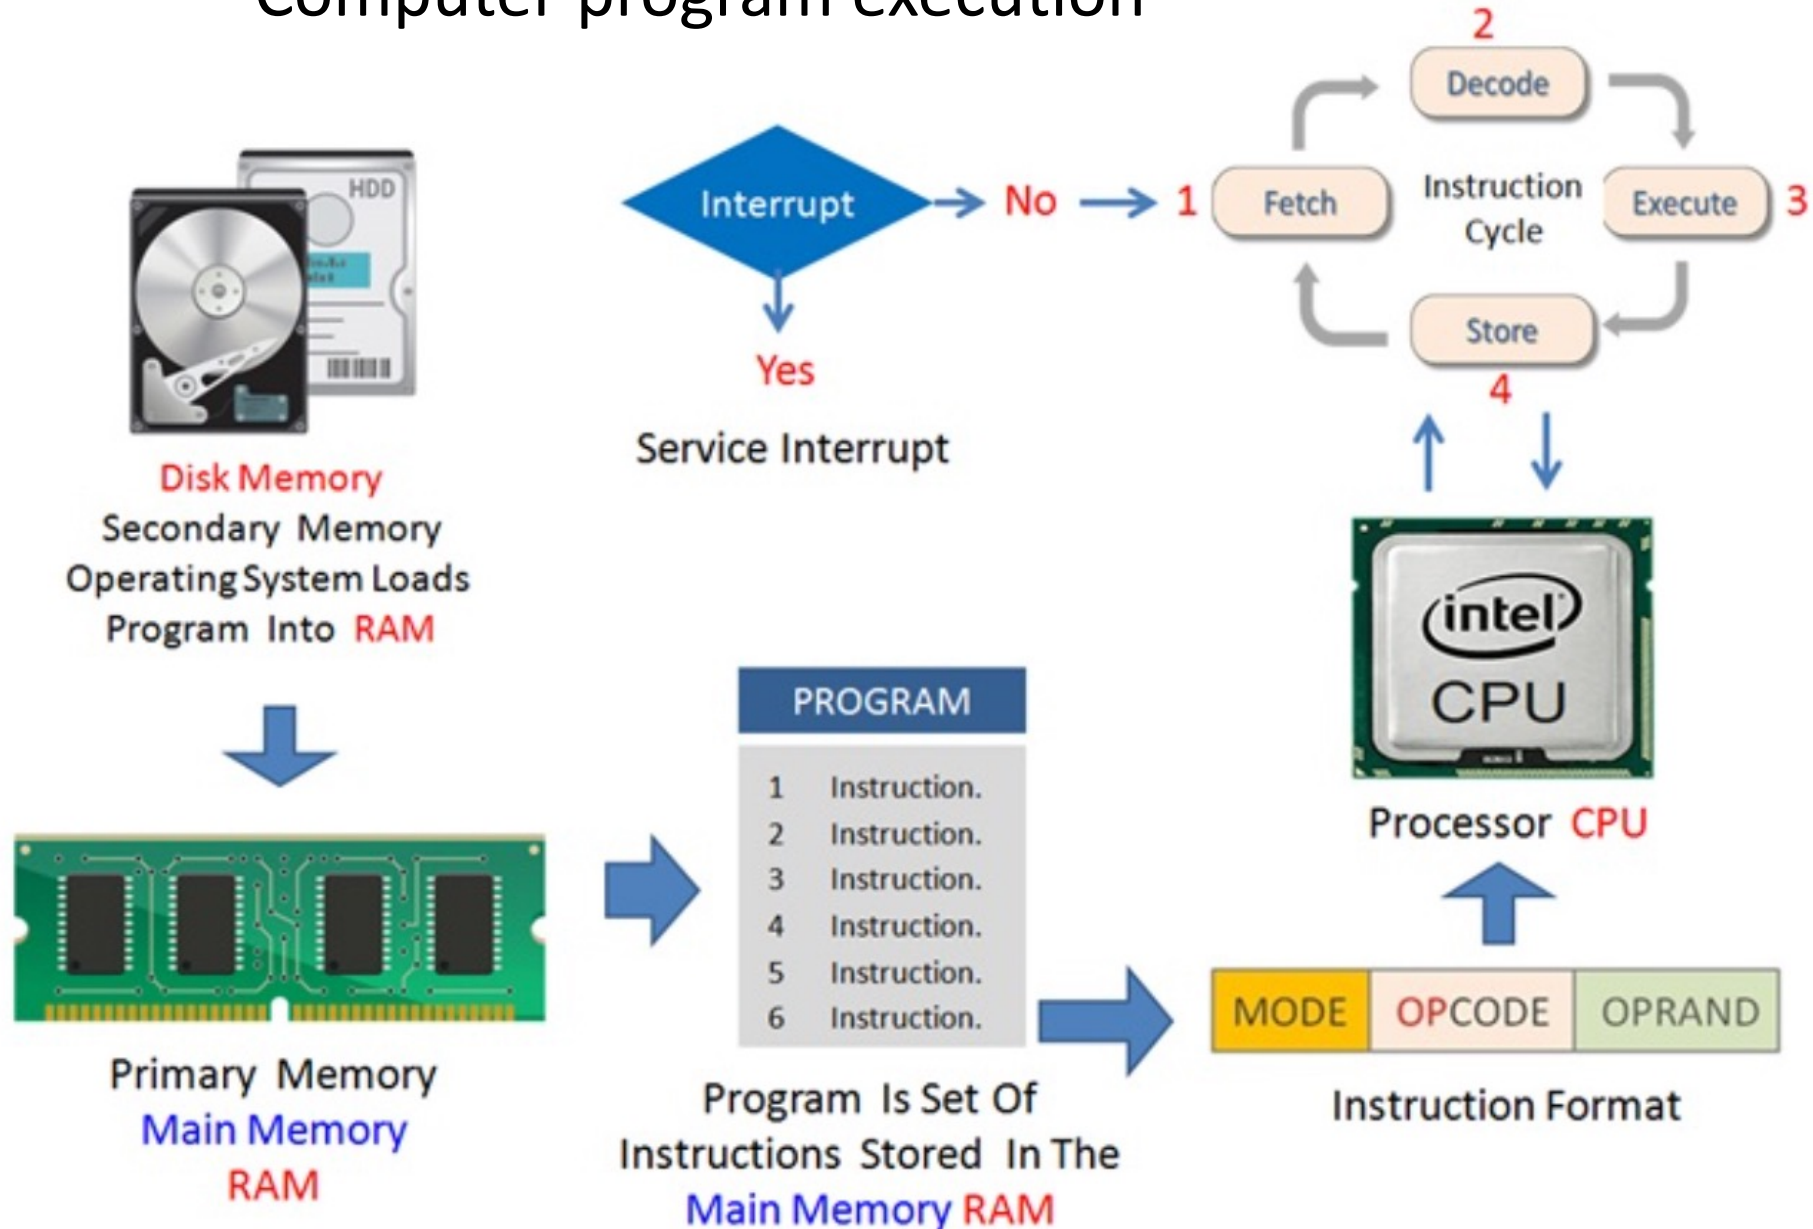 Computer program execution
2
Decode
HDD
Interrupt
No
1
Fetch
Instruction
Cycle
Execute
3
Store
4
Yes
Service Interrupt
Disk Memory
Secondary Memory
Operating System Loads
Program Into RAM
intel
CPU
Processor CPU
PROGRAM
1 Instruction.
2 Instruction.
3 Instruction.
4 Instruction.
5 Instruction.
6 Instruction.
MODE OPCODE OPRAND
Instruction Format
Primary Memory
Main Memory
RAM
Program Is Set Of
Instructions Stored In The
Main Memory RAM